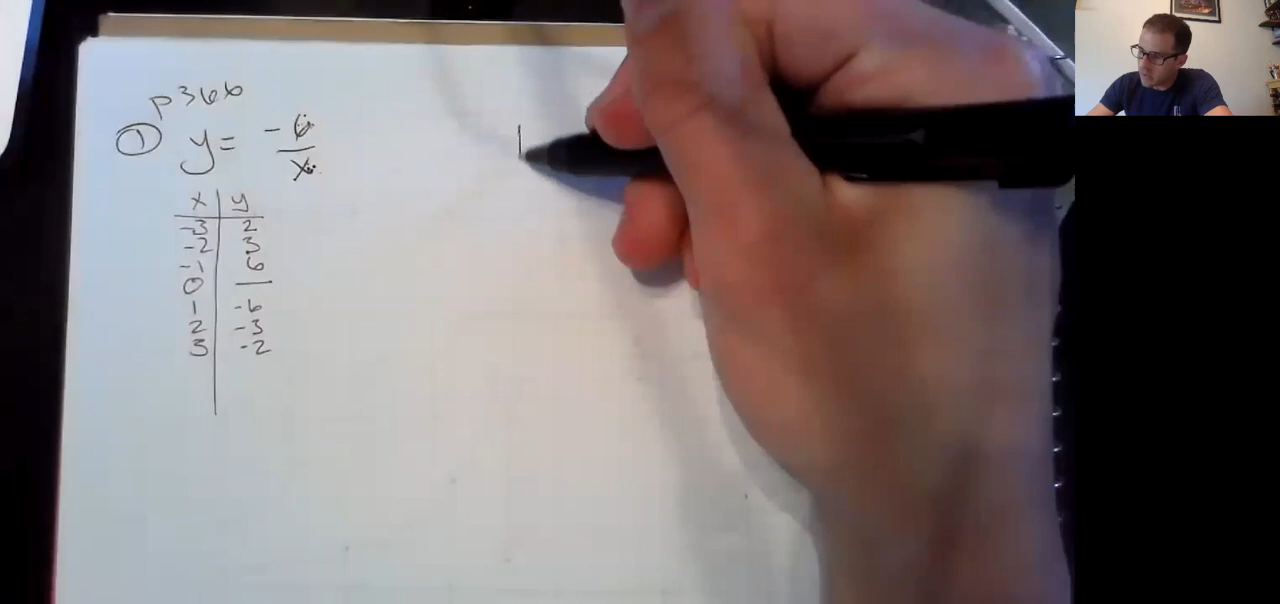 p366
① y = -6/x
x | y
-3 | 2
-2 | 3
-1 | 6
0 | —
1 | -6
2 | -3
3 | -2